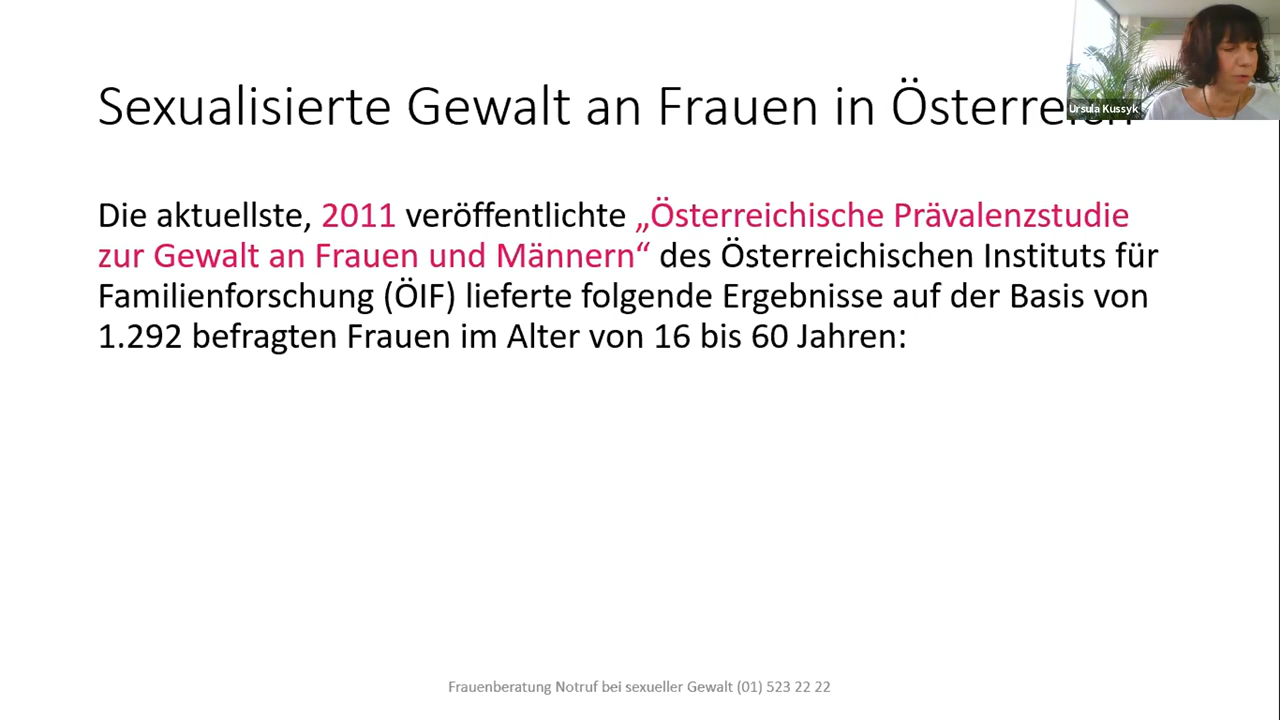 Sexualisierte Gewalt an Frauen in Österreich
Ursula Kussyk
Die aktuellste, 2011 veröffentlichte „Österreichische Prävalenzstudie
zur Gewalt an Frauen und Männern“ des Österreichischen Instituts für
Familienforschung (ÖIF) lieferte folgende Ergebnisse auf der Basis von
1.292 befragten Frauen im Alter von 16 bis 60 Jahren:
Frauenberatung Notruf bei sexueller Gewalt (01) 523 22 22